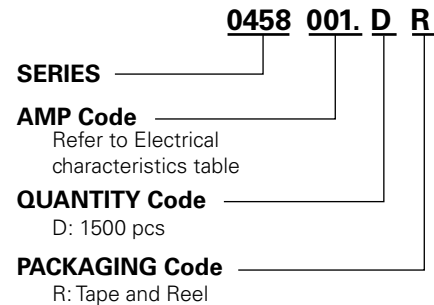 0458 001. D R
SERIES
AMP Code
Refer to Electrical
characteristics table
QUANTITY Code
D: 1500 pcs
PACKAGING Code
R: Tape and Reel